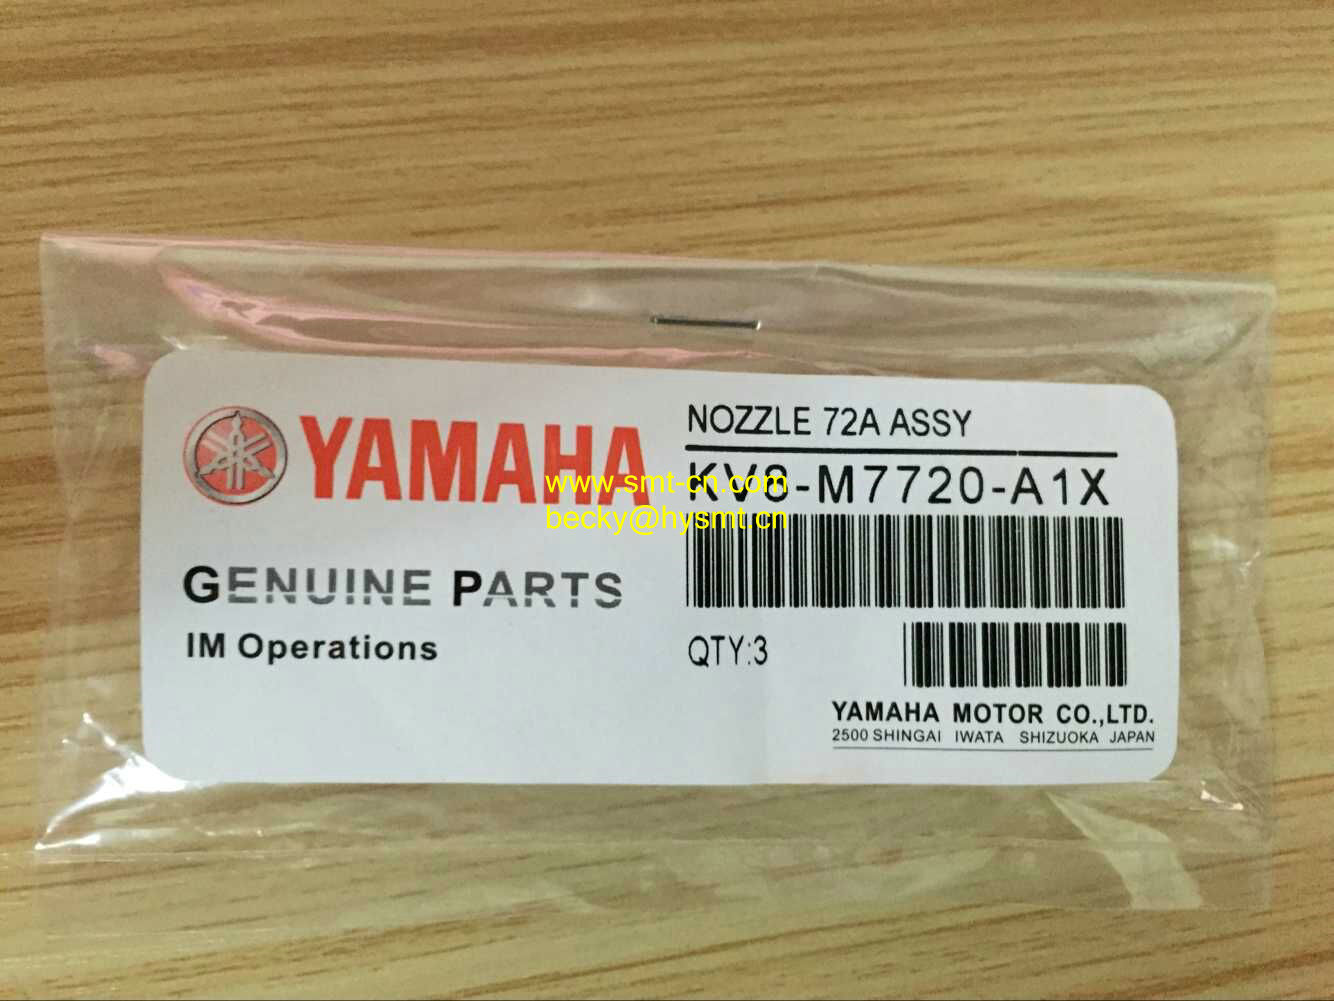 YAMAHA
GENUINE PARTS
IM Operations
NOZZLE 72A ASSY
KV8-M7720-A1X
QTY:3
YAMAHA MOTOR CO.,LTD.
2500 SHINGAI IWATA SHIZUOKA JAPAN
www.smt-cn.com
becky@hysmt.cn